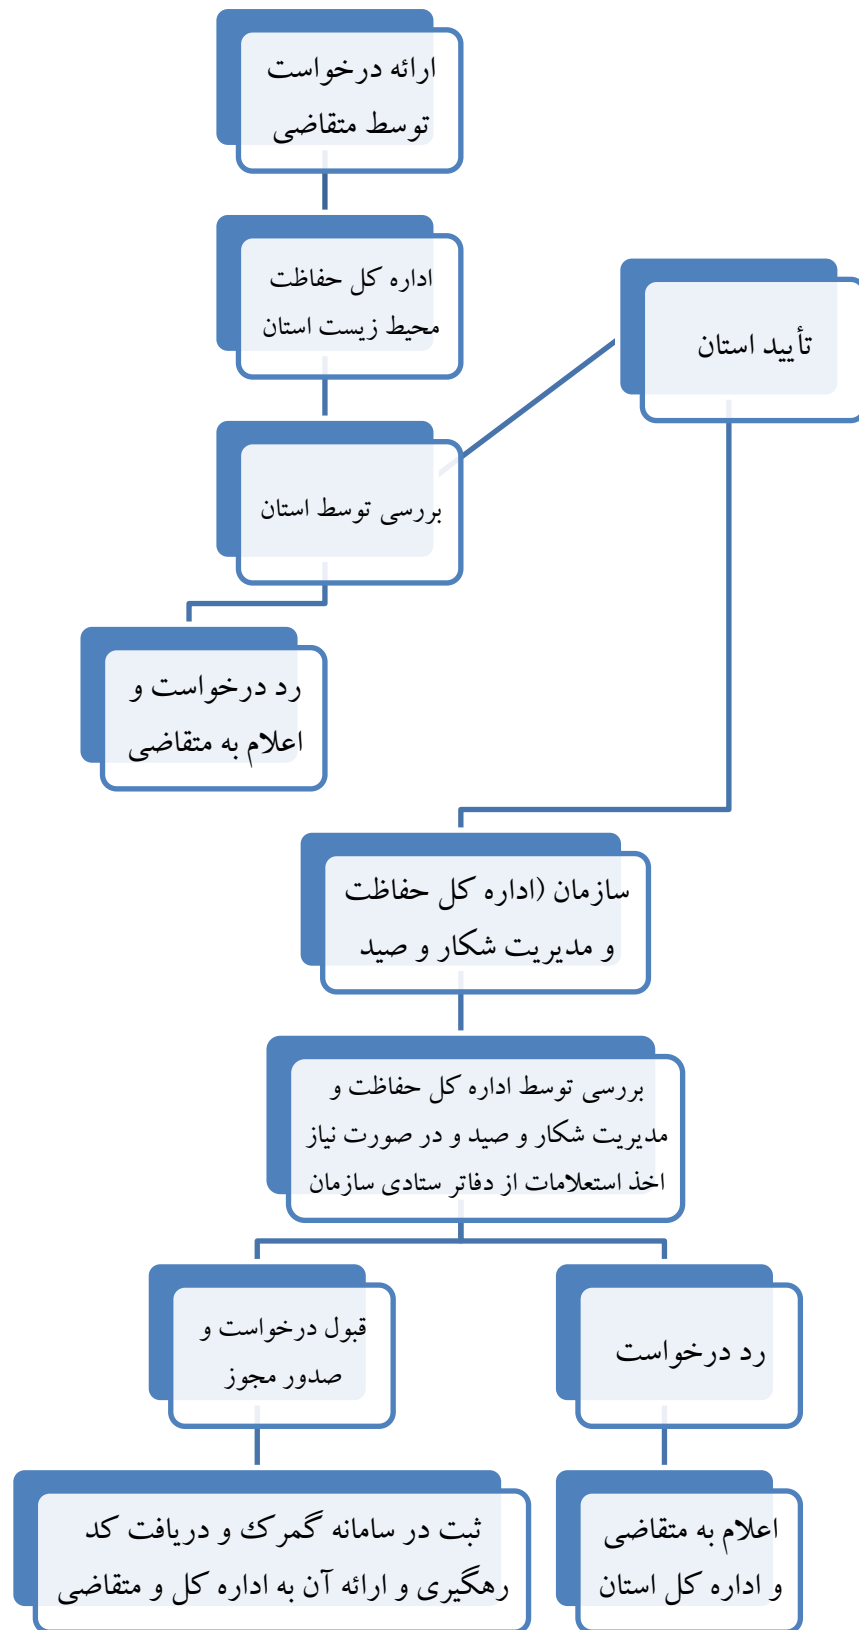 ارائه درخواست
توسط متقاضی
اداره کل حفاظت
محیط زیست استان
تأیید استان
بررسی توسط استان
رد درخواست و
اعلام به متقاضی
سازمان (اداره کل حفاظت
و مدیریت شکار و صید
بررسی توسط اداره کل حفاظت و
مدیریت شکار و صید و در صورت نیاز
اخذ استعلامات از دفاتر ستادی سازمان
رد درخواست
قبول درخواست و
صدور مجوز
اعلام به متقاضی
و اداره کل استان
ثبت در سامانه گمرک و دریافت کد
رهگیری و ارائه آن به اداره کل و متقاضی